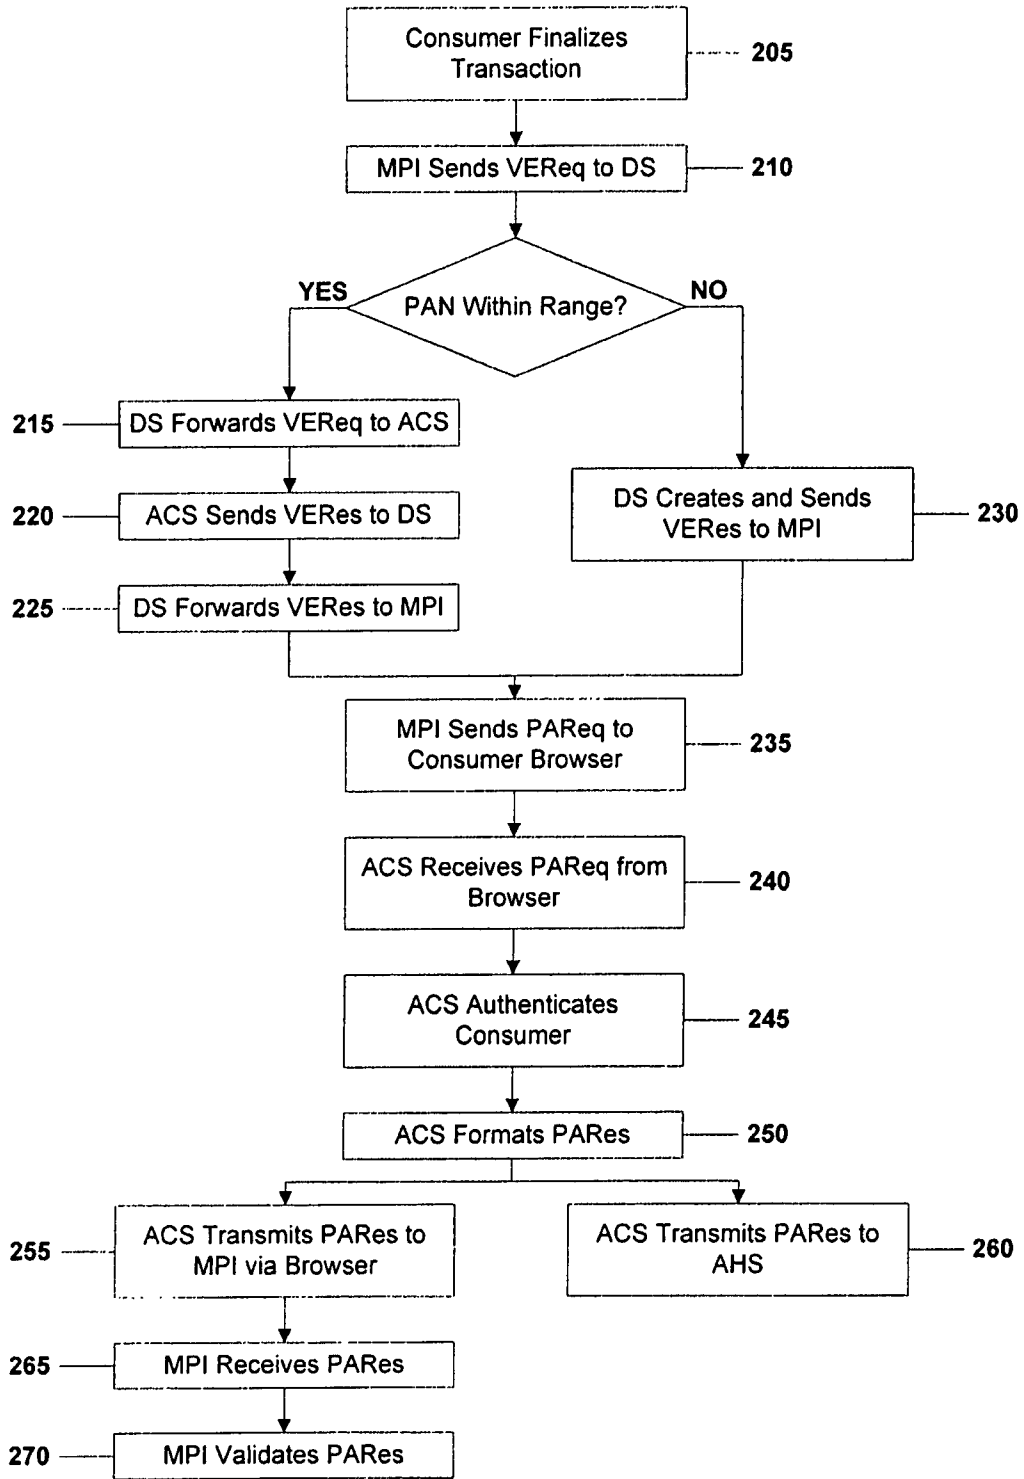 Consumer Finalizes
Transaction
205
MPI Sends VEReq to DS
210
PAN Within Range?
YES
NO
215
DS Forwards VEReq to ACS
220
ACS Sends VERes to DS
DS Creates and Sends
VERes to MPI
230
225
DS Forwards VERes to MPI
MPI Sends PAReq to
Consumer Browser
235
ACS Receives PAReq from
Browser
240
ACS Authenticates
Consumer
245
ACS Formats PARes
250
255
ACS Transmits PARes to
MPI via Browser
ACS Transmits PARes to
AHS
260
265
MPI Receives PARes
270
MPI Validates PARes